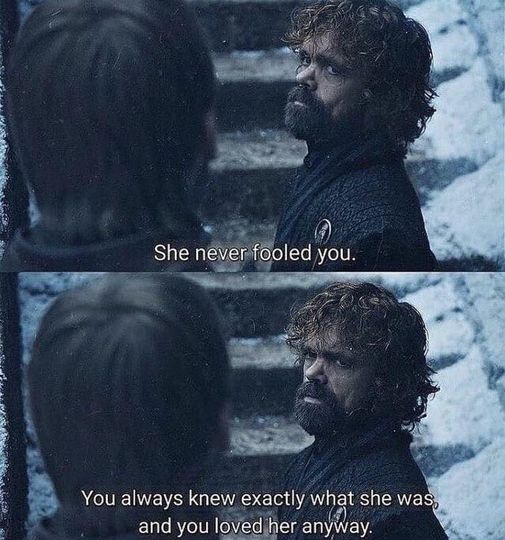 She never fooled you.
You always knew exactly what she was,
and you loved her anyway.